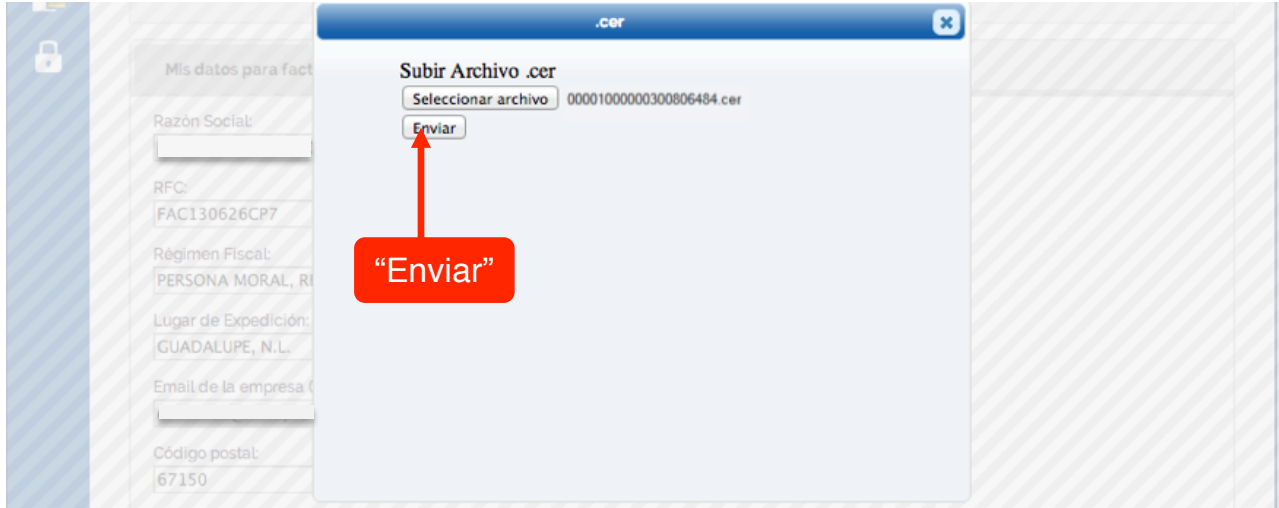 .cer
Subir Archivo .cer
Seleccionar archivo 00001000000300806484.cer
Enviar
“Enviar”
Mis datos para fact
Razón Social:
RFC:
FAC130626CP7
Régimen Fiscal:
PERSONA MORAL, RE
Lugar de Expedición:
GUADALUPE, N.L.
Email de la empresa (
Código postal:
67150